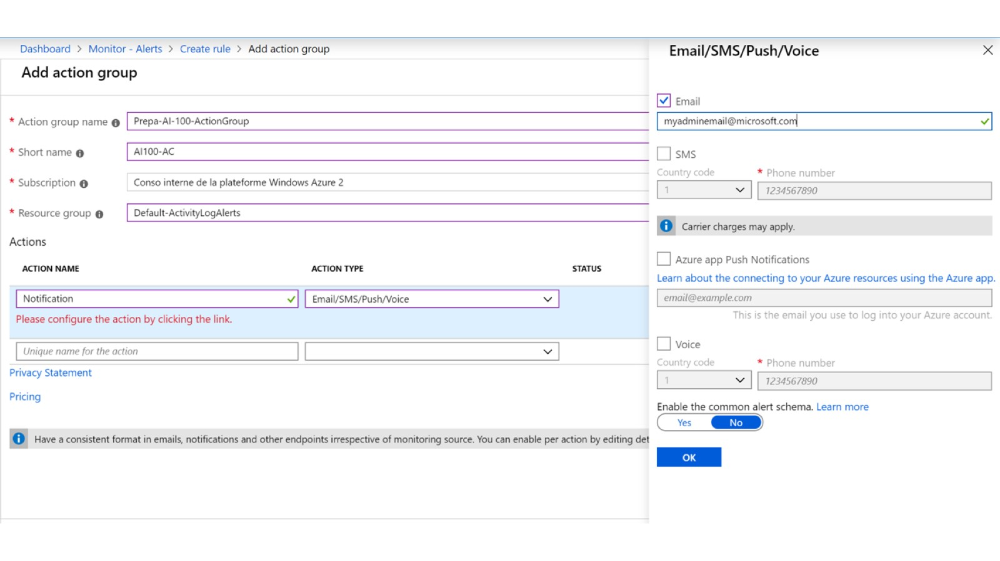 Dashboard > Monitor - Alerts > Create rule > Add action group
Add action group
* Action group name
Prepa-AI-100-ActionGroup
* Short name
AI100-AC
* Subscription
Conso interne de la plateforme Windows Azure 2
* Resource group
Default-ActivityLogAlerts
Actions
ACTION NAME ACTION TYPE STATUS
Notification Email/SMS/Push/Voice
Please configure the action by clicking the link.
Unique name for the action
Privacy Statement
Pricing
Have a consistent format in emails, notifications and other endpoints irrespective of monitoring source. You can enable per action by editing det
Email/SMS/Push/Voice
Email
myadminemail@microsoft.com
SMS
Country code * Phone number
1 1234567890
Carrier charges may apply.
Azure app Push Notifications
Learn about the connecting to your Azure resources using the Azure app.
email@example.com
This is the email you use to log into your Azure account.
Voice
Country code * Phone number
1 1234567890
Enable the common alert schema. Learn more
Yes No
OK